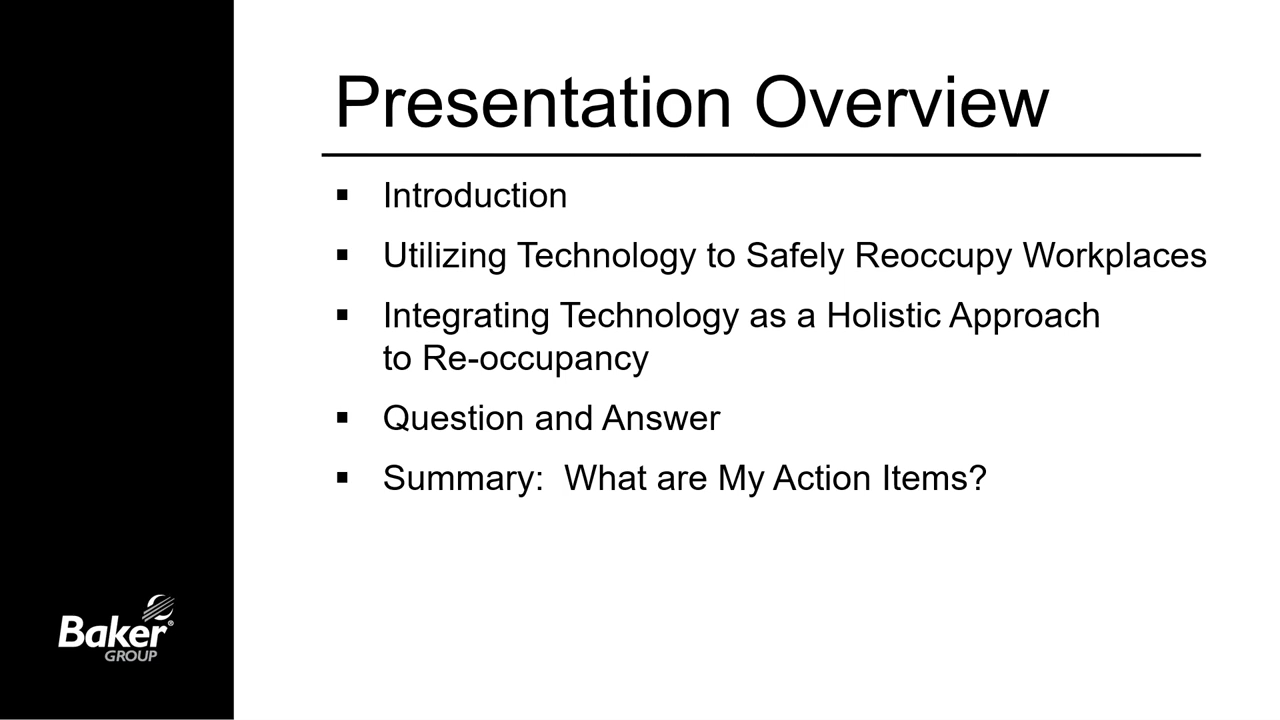 Presentation Overview
▪ Introduction
▪ Utilizing Technology to Safely Reoccupy Workplaces
▪ Integrating Technology as a Holistic Approach
to Re-occupancy
▪ Question and Answer
▪ Summary:  What are My Action Items?
Baker®
GROUP